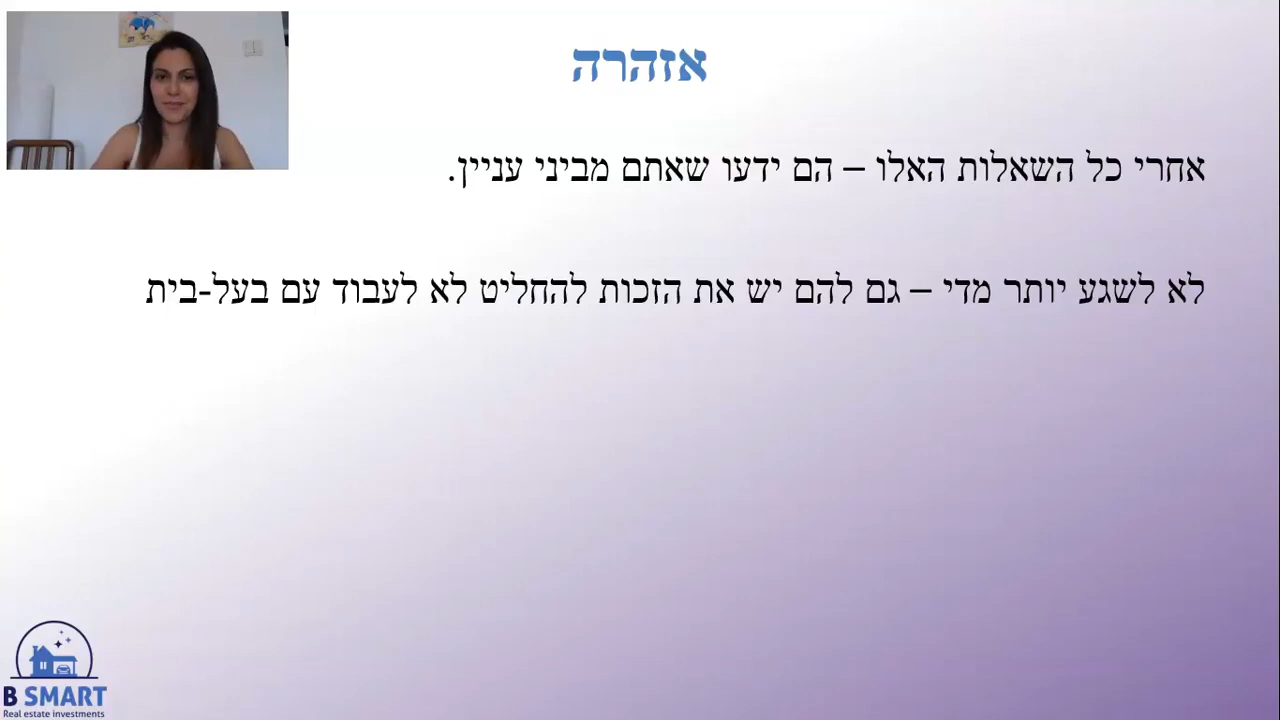 אזהרה
אחרי כל השאלות האלו – הם ידעו שאתם מביני עניין.
לא לשגע יותר מדי – גם להם יש את הזכות להחליט לא לעבוד עם בעל-בית
B SMART
Real estate investments